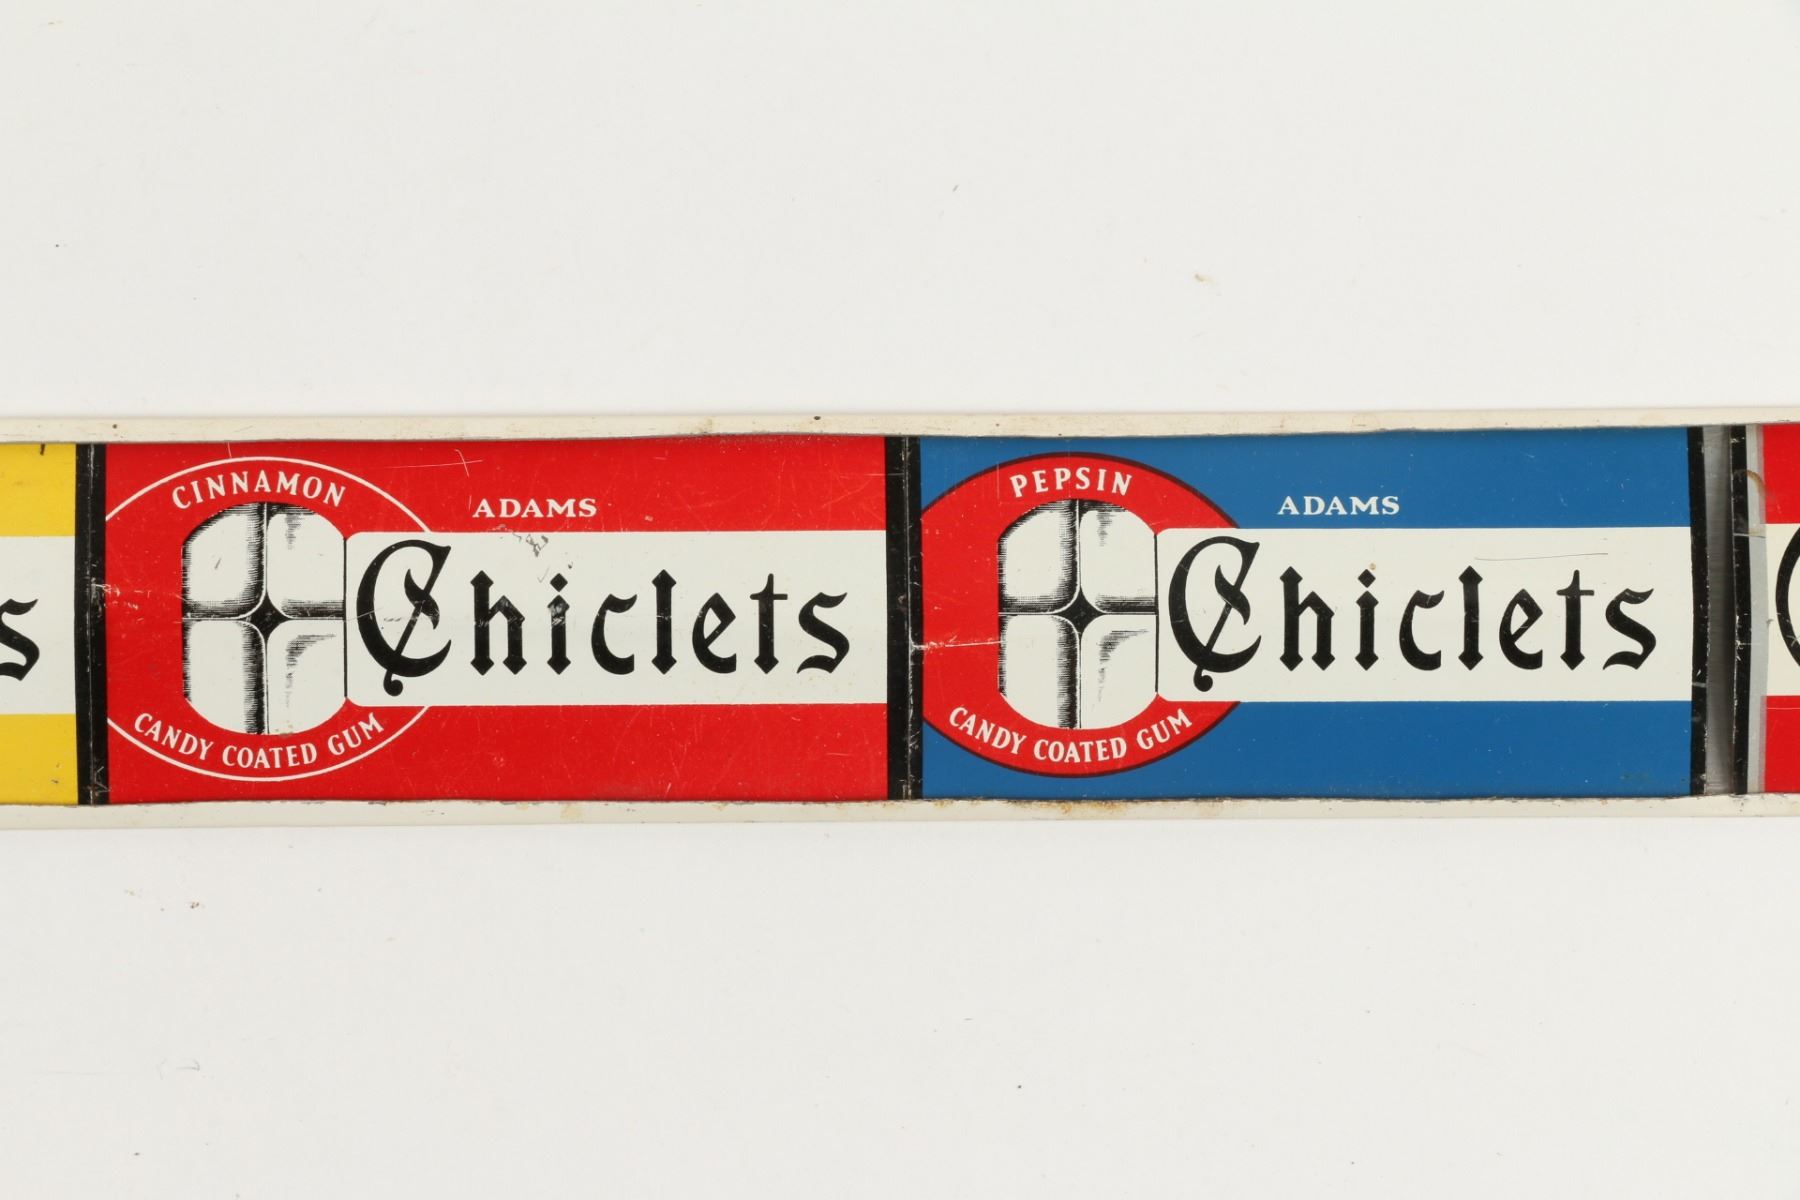 s
CINNAMON
ADAMS
Chiclets
CANDY COATED GUM
PEPSIN
ADAMS
Chiclets
CANDY COATED GUM